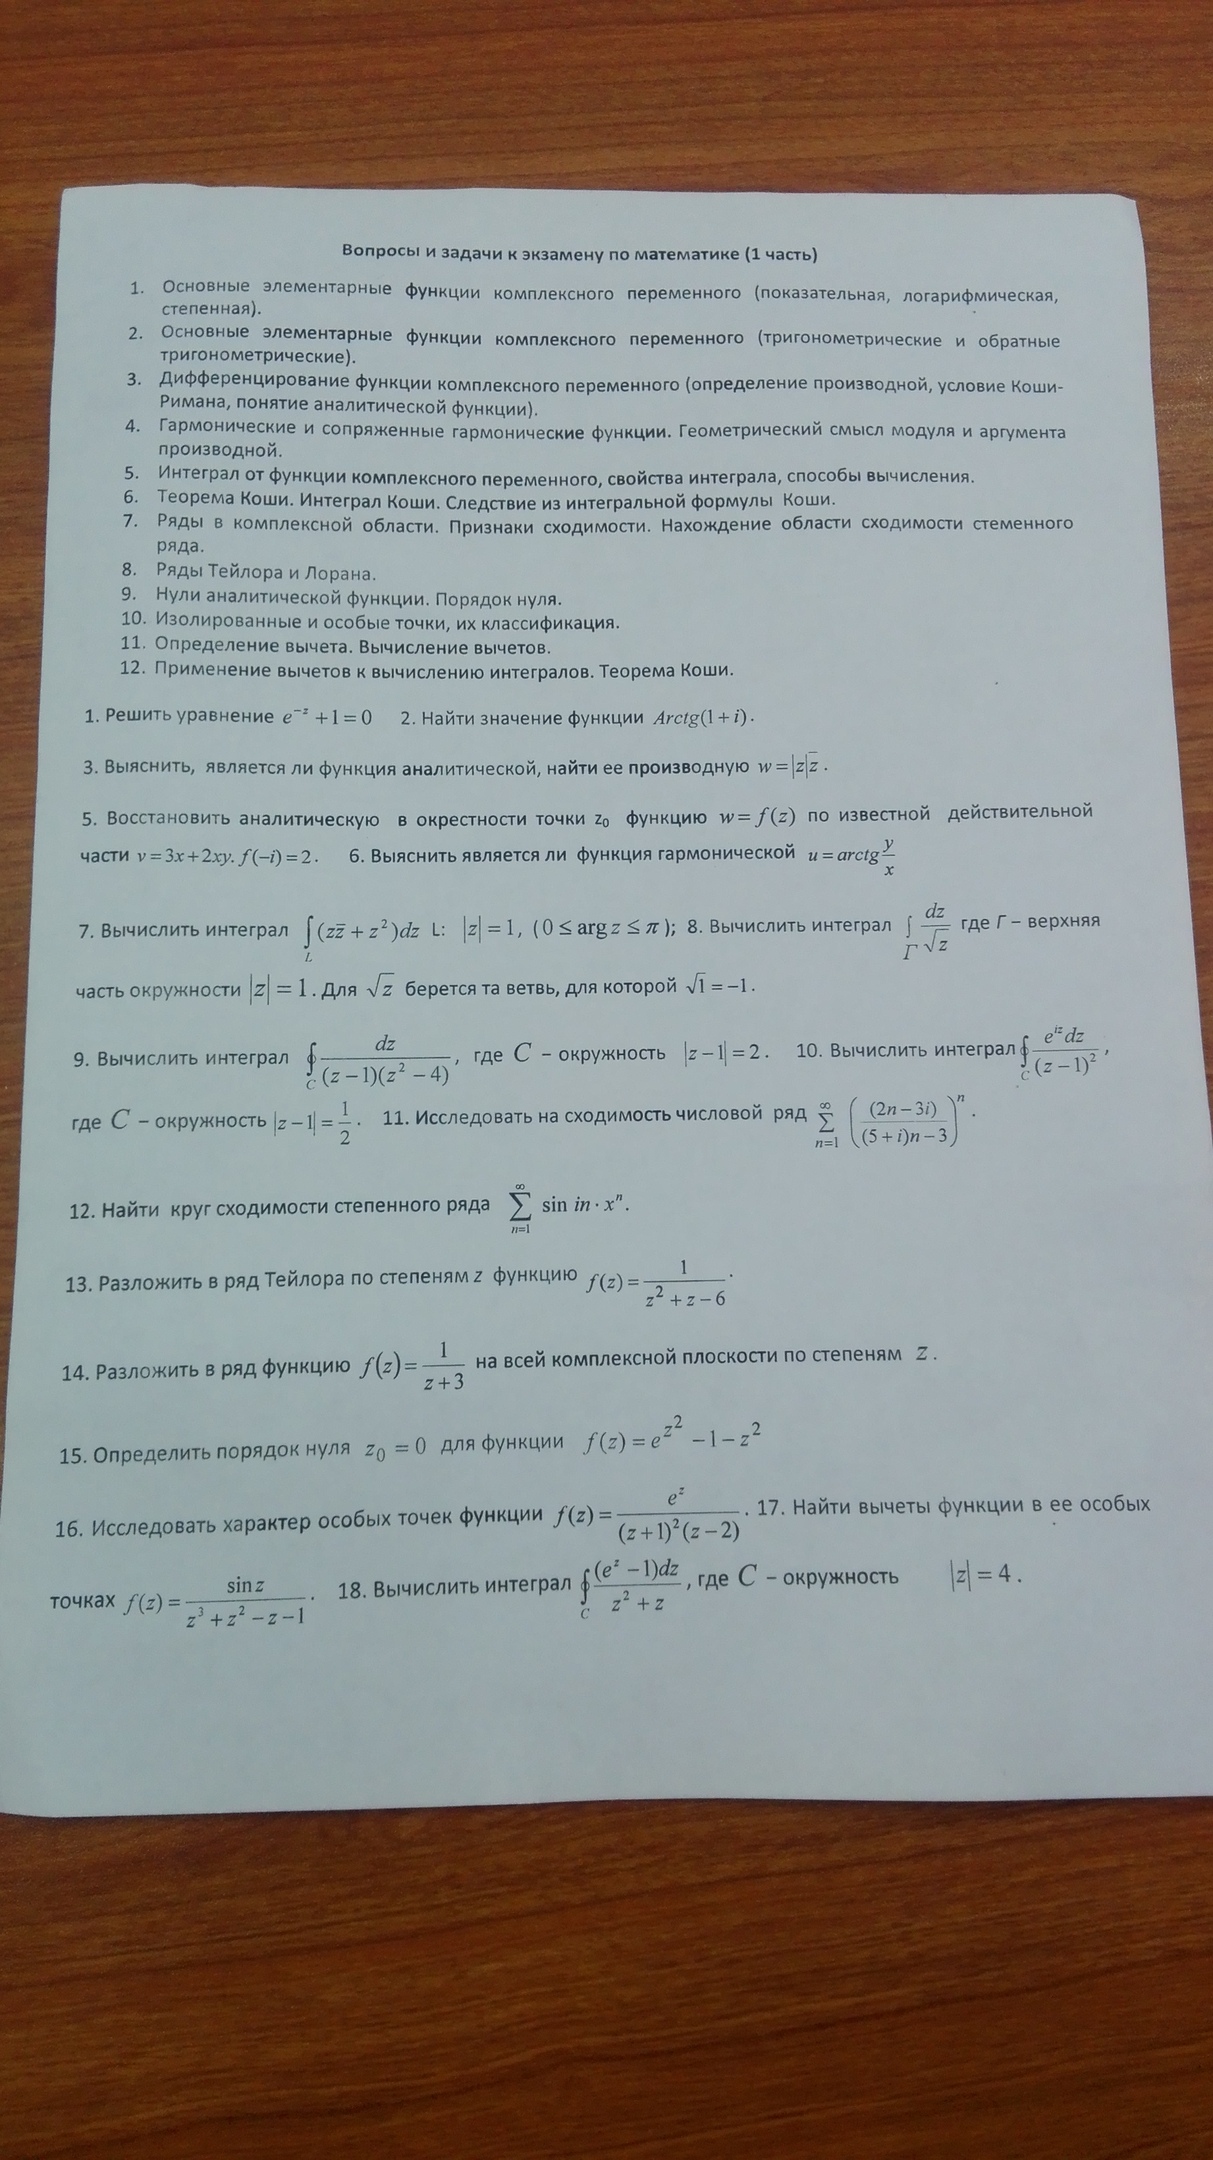 Вопросы и задачи к экзамену по математике (1 часть)
1. Основные элементарные функции комплексного переменного (показательная, логарифмическая,
степенная).
2. Основные элементарные функции комплексного переменного (тригонометрические и обратные
тригонометрические).
3. Дифференцирование функции комплексного переменного (определение производной, условие Коши-
Римана, понятие аналитической функции).
4. Гармонические и сопряженные гармонические функции. Геометрический смысл модуля и аргумента
производной.
5. Интеграл от функции комплексного переменного, свойства интеграла, способы вычисления.
6. Теорема Коши. Интеграл Коши. Следствие из интегральной формулы Коши.
7. Ряды в комплексной области. Признаки сходимости. Нахождение области сходимости стеменного
ряда.
8. Ряды Тейлора и Лорана.
9. Нули аналитической функции. Порядок нуля.
10. Изолированные и особые точки, их классификация.
11. Определение вычета. Вычисление вычетов.
12. Применение вычетов к вычислению интегралов. Теорема Коши.
1. Решить уравнение $e^{-z}+1=0$ 2. Найти значение функции $Arctg(1+i)$.
3. Выяснить, является ли функция аналитической, найти ее производную $w=|z|\bar{z}$.
5. Восстановить аналитическую в окрестности точки $z_0$ функцию $w=f(z)$ по известной действительной
части $v=3x+2xy. f(-i)=2$. 6. Выяснить является ли функция гармонической $u=arctg\frac{y}{x}$
7. Вычислить интеграл $\int_L (z\bar{z}+z^2)dz$ L: $|z|=1$, ($0\le \arg z\le \pi$); 8. Вычислить интеграл $\int_Г \frac{dz}{\sqrt{z}}$ где Г – верхняя
часть окружности $|z|=1$. Для $\sqrt{z}$ берется та ветвь, для которой $\sqrt{1}=-1$.
9. Вычислить интеграл $\oint_C \frac{dz}{(z-1)(z^2-4)}$, где C – окружность $|z-1|=2$. 10. Вычислить интеграл $\oint_C \frac{e^{iz}dz}{(z-1)^2}$,
где C – окружность $|z-1|=\frac{1}{2}$. 11. Исследовать на сходимость числовой ряд $\sum_{n=1}^{\infty}\left(\frac{(2n-3i)}{(5+i)n-3}\right)^n$.
12. Найти круг сходимости степенного ряда $\sum_{n=1}^{\infty} \sin in\cdot x^n$.
13. Разложить в ряд Тейлора по степеням z функцию $f(z)=\frac{1}{z^2+z-6}$.
14. Разложить в ряд функцию $f(z)=\frac{1}{z+3}$ на всей комплексной плоскости по степеням z.
15. Определить порядок нуля $z_0=0$ для функции $f(z)=e^{z^2}-1-z^2$
16. Исследовать характер особых точек функции $f(z)=\frac{e^z}{(z+1)^2(z-2)}$. 17. Найти вычеты функции в ее особых
точках $f(z)=\frac{\sin z}{z^3+z^2-z-1}$. 18. Вычислить интеграл $\oint_C \frac{(e^z-1)dz}{z^2+z}$, где C – окружность $|z|=4$.